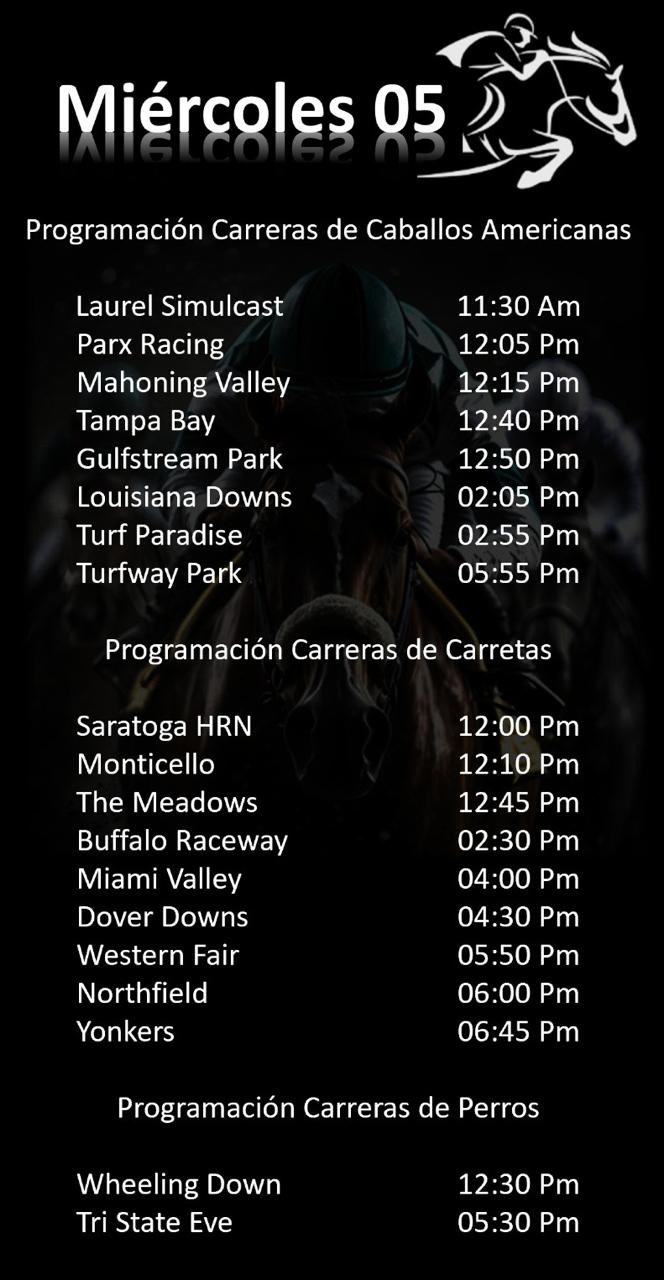 Miércoles 05
Programación Carreras de Caballos Americanas
Laurel Simulcast 11:30 Am
Parx Racing 12:05 Pm
Mahoning Valley 12:15 Pm
Tampa Bay 12:40 Pm
Gulfstream Park 12:50 Pm
Louisiana Downs 02:05 Pm
Turf Paradise 02:55 Pm
Turfway Park 05:55 Pm
Programación Carreras de Carretas
Saratoga HRN 12:00 Pm
Monticello 12:10 Pm
The Meadows 12:45 Pm
Buffalo Raceway 02:30 Pm
Miami Valley 04:00 Pm
Dover Downs 04:30 Pm
Western Fair 05:50 Pm
Northfield 06:00 Pm
Yonkers 06:45 Pm
Programación Carreras de Perros
Wheeling Down 12:30 Pm
Tri State Eve 05:30 Pm